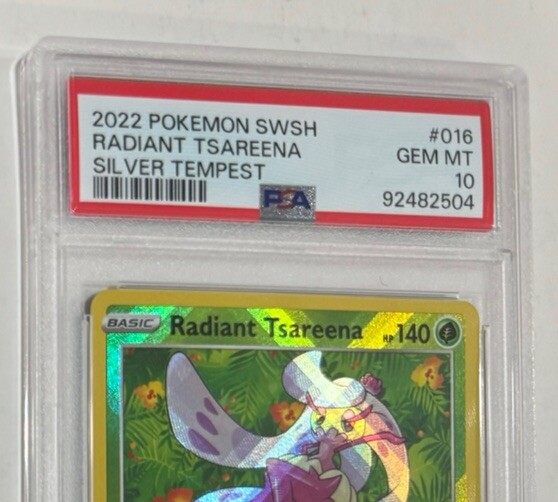 2022 POKEMON SWSH #016
RADIANT TSAREENA GEM MT
SILVER TEMPEST 10
PSA 92482504
BASIC Radiant Tsareena HP 140